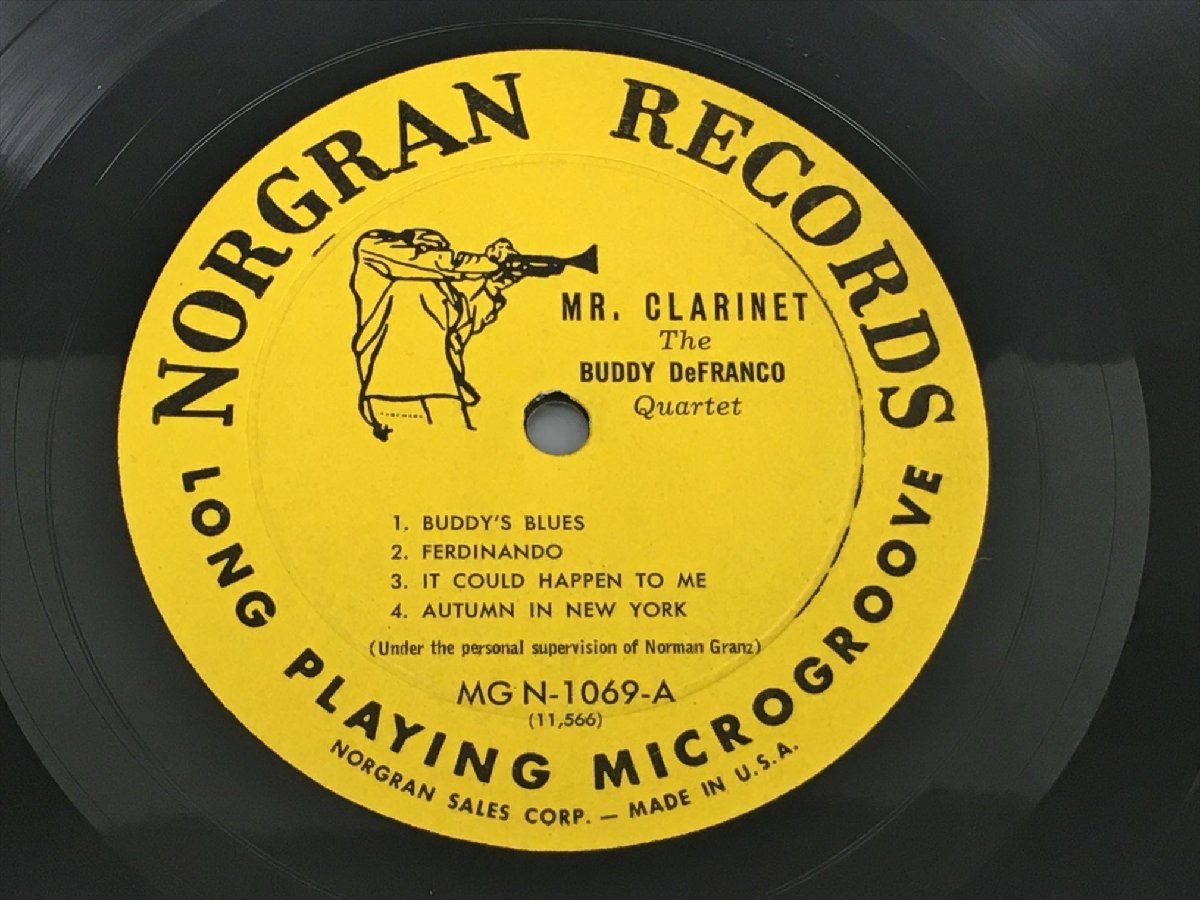 NORGRAN RECORDS
MR. CLARINET
The
BUDDY DeFRANCO
Quartet
1. BUDDY'S BLUES
2. FERDINANDO
3. IT COULD HAPPEN TO ME
4. AUTUMN IN NEW YORK
(Under the personal supervision of Norman Granz)
MG N-1069-A
(11,566)
LONG PLAYING MICROGROOVE
NORGRAN SALES CORP. — MADE IN U.S.A.